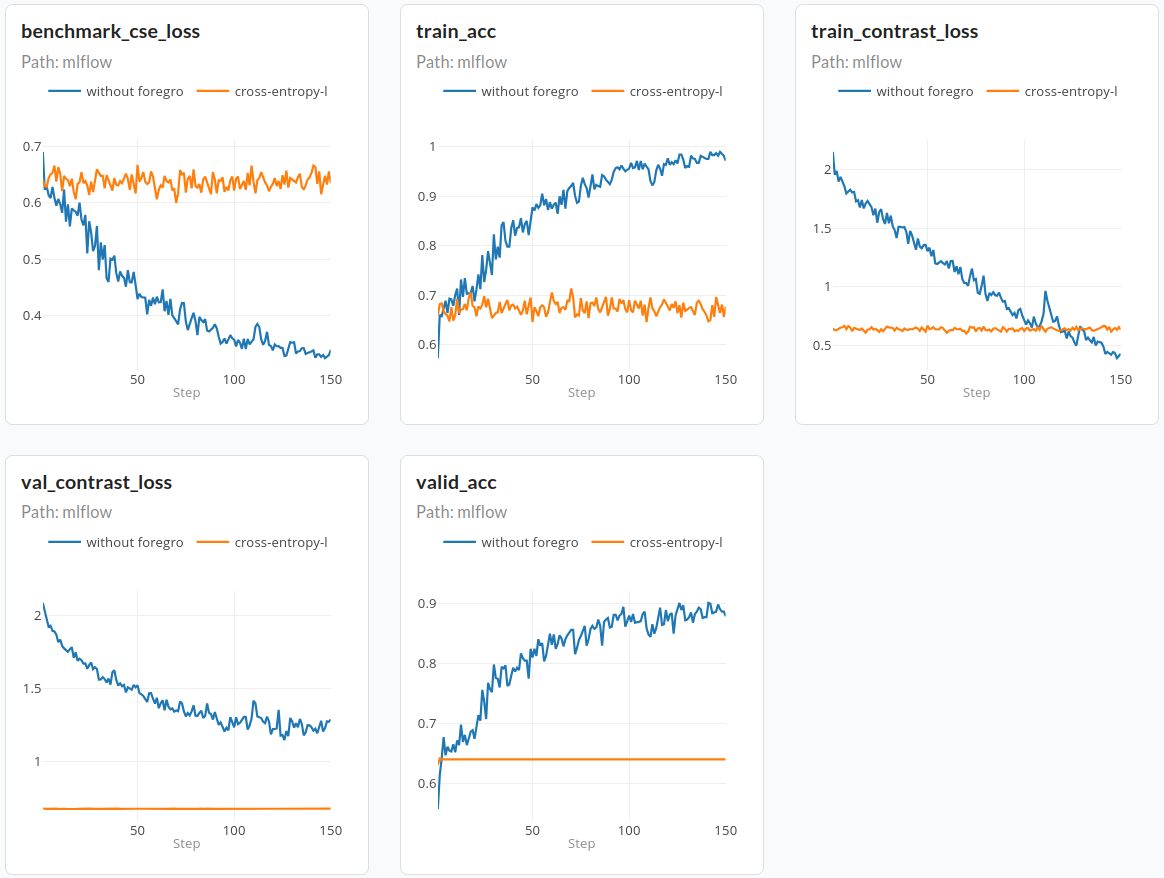 benchmark_cse_loss
Path: mlflow
without foregro cross-entropy-l
0.7
0.6
0.5
0.4
50 100 150
Step
train_acc
Path: mlflow
without foregro cross-entropy-l
1
0.9
0.8
0.7
0.6
50 100 150
Step
train_contrast_loss
Path: mlflow
without foregro cross-entropy-l
2
1.5
1
0.5
50 100 150
Step
val_contrast_loss
Path: mlflow
without foregro cross-entropy-l
2
1.5
1
50 100 150
Step
valid_acc
Path: mlflow
without foregro cross-entropy-l
0.9
0.8
0.7
0.6
50 100 150
Step